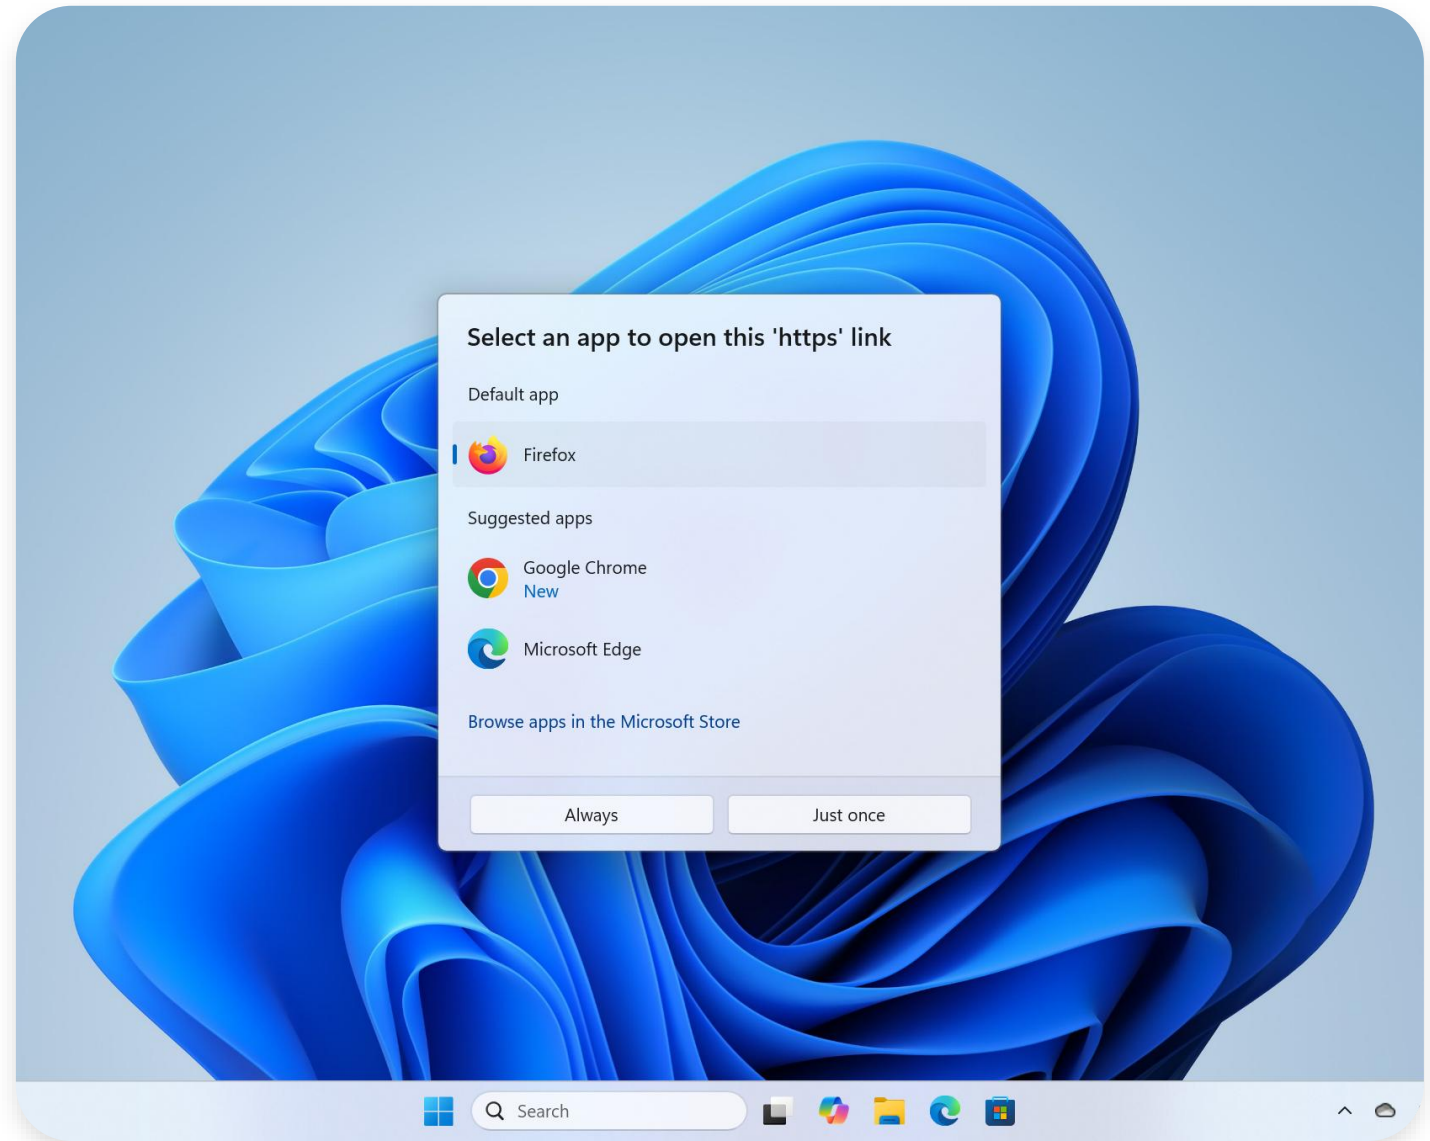 Select an app to open this 'https' link
Default app
Firefox
Suggested apps
Google Chrome
New
Microsoft Edge
Browse apps in the Microsoft Store
Always
Just once
Search